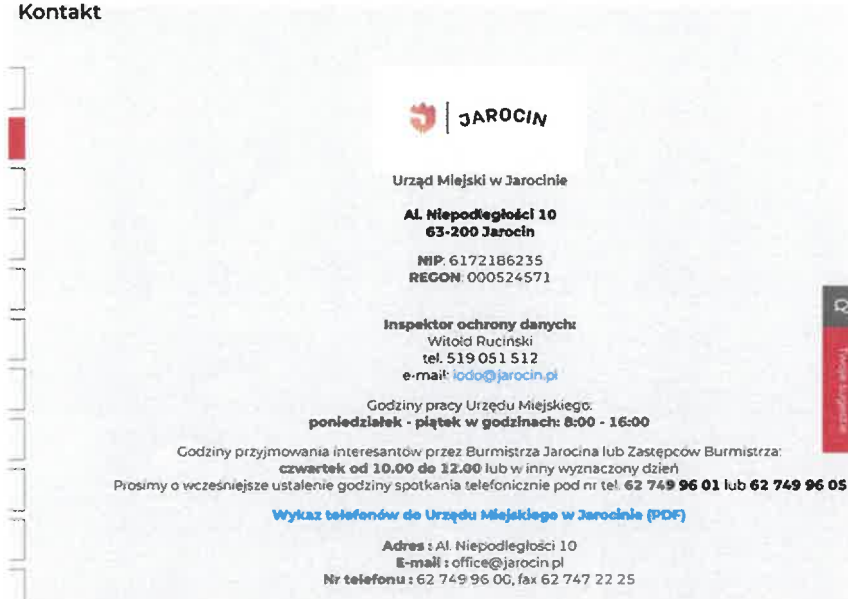 Kontakt
JAROCIN
Urząd Miejski w Jarocinie
Al. Niepodległości 10
63-200 Jarocin
NIP: 6172186235
REGON: 000524571
Inspektor ochrony danych:
Witold Ruciński
tel. 519 051 512
e-mail: iodo@jarocin.pl
Godziny pracy Urzędu Miejskiego:
poniedziałek - piątek w godzinach: 8:00 - 16:00
Godziny przyjmowania interesantów przez Burmistrza Jarocina lub Zastępców Burmistrza:
czwartek od 10.00 do 12.00 lub w inny wyznaczony dzień
Prosimy o wcześniejsze ustalenie godziny spotkania telefonicznie pod nr tel. 62 749 96 01 lub 62 749 96 05
Wykaz telefonów do Urzędu Miejskiego w Jarocinie (PDF)
Adres : Al. Niepodległości 10
E-mail : office@jarocin.pl
Nr telefonu : 62 749 96 00, fax 62 747 22 25